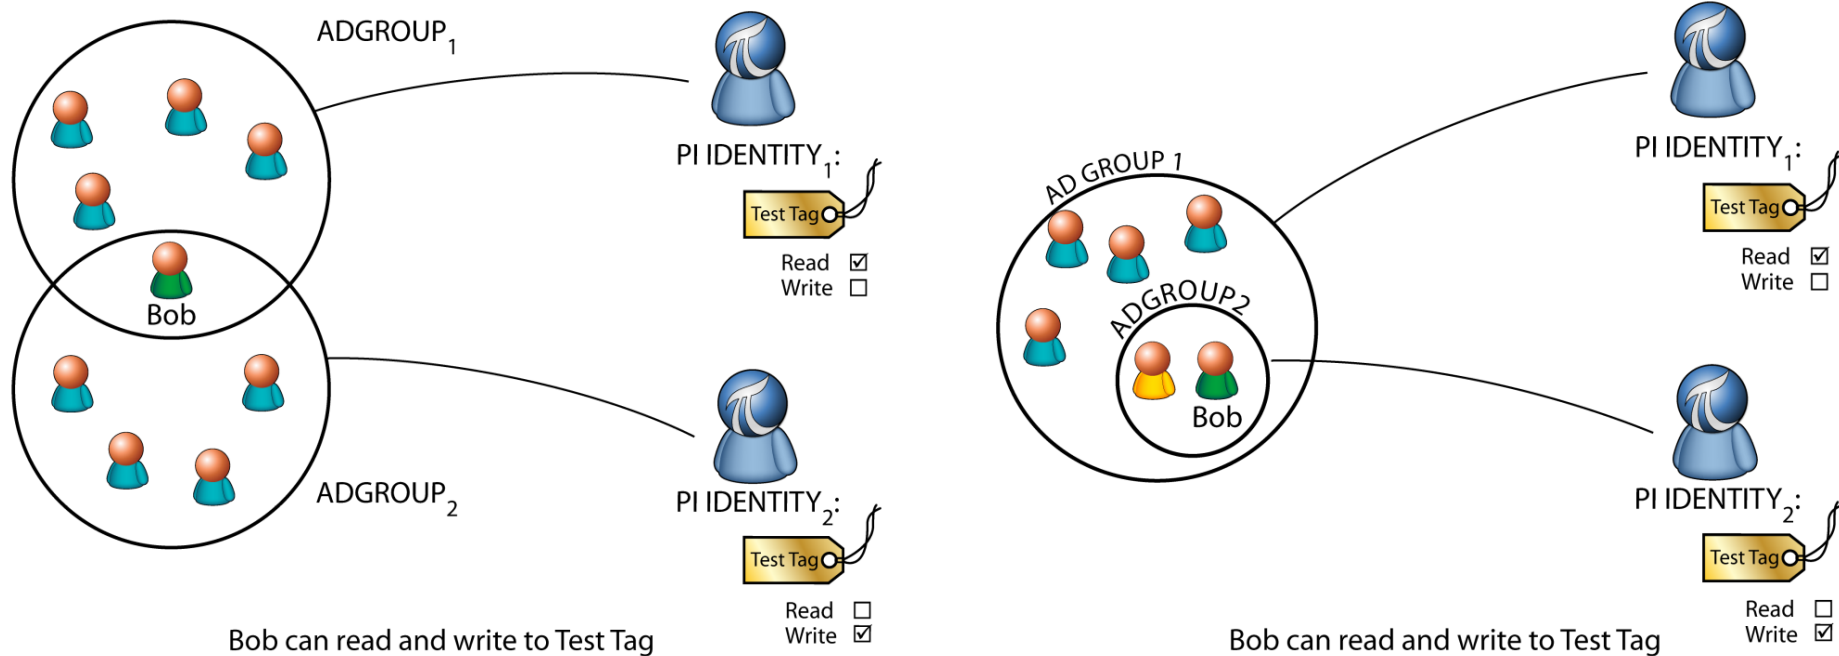 ADGROUP1
PI IDENTITY1:
Test Tag
Read ☑
Write ☐
Bob
ADGROUP2
PI IDENTITY2:
Test Tag
Read ☐
Write ☑
Bob can read and write to Test Tag
AD GROUP 1
PI IDENTITY1:
Test Tag
Read ☑
Write ☐
ADGROUP2
Bob
PI IDENTITY2:
Test Tag
Read ☐
Write ☑
Bob can read and write to Test Tag